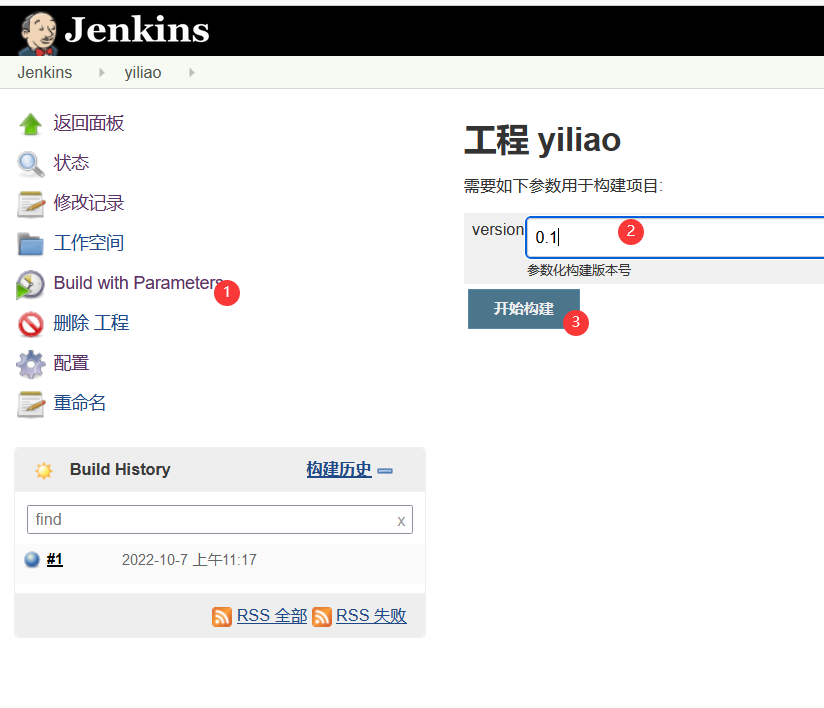 Jenkins
Jenkins
yiliao
返回面板
状态
修改记录
工作空间
Build with Parameters
1
删除 工程
配置
重命名
Build History
构建历史
find
x
#1
2022-10-7 上午11:17
RSS 全部
RSS 失败
工程 yiliao
需要如下参数用于构建项目:
version
0.1
2
参数化构建版本号
开始构建
3